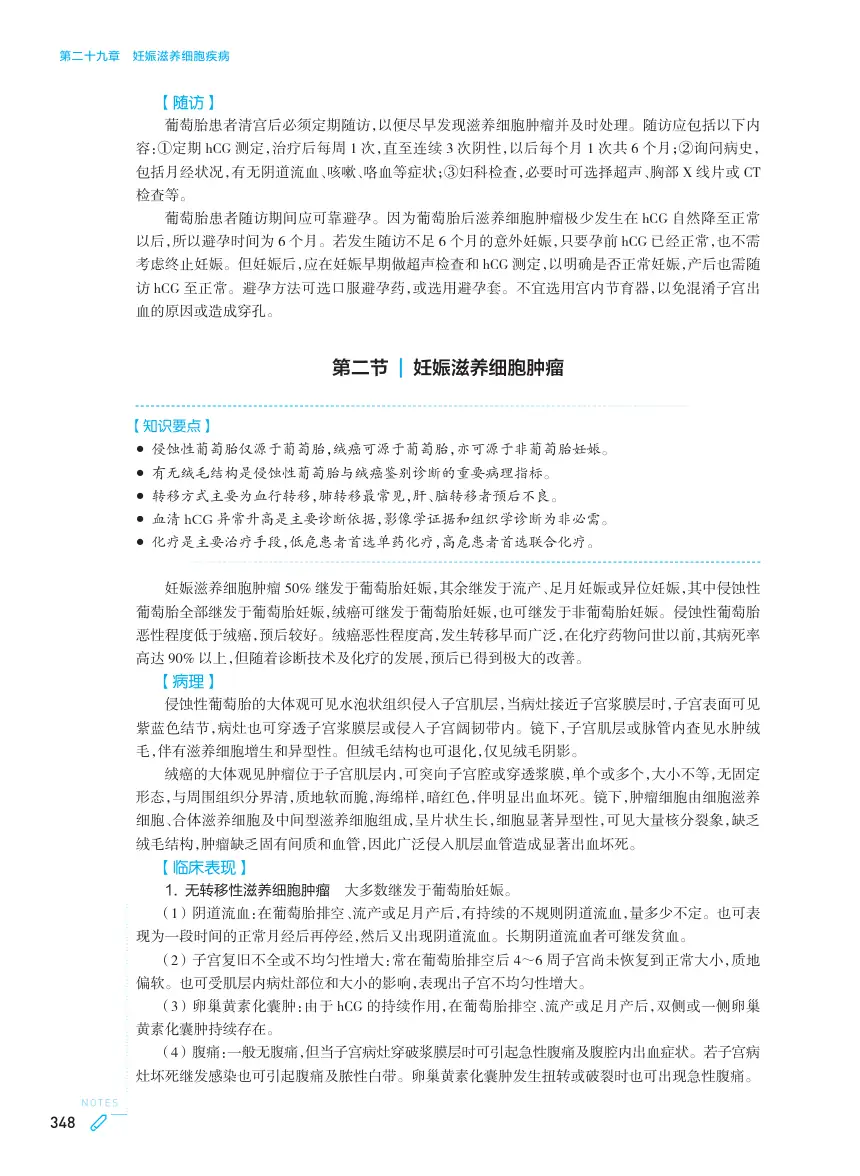 第二十九章　妊娠滋养细胞疾病
【随访】
葡萄胎患者清宫后必须定期随访,以便尽早发现滋养细胞肿瘤并及时处理。随访应包括以下内
容:①定期 hCG 测定,治疗后每周 1 次,直至连续 3 次阴性,以后每个月 1 次共 6 个月;②询问病史,
包括月经状况,有无阴道流血、咳嗽、咯血等症状;③妇科检查,必要时可选择超声、胸部 X 线片或 CT
检查等。
葡萄胎患者随访期间应可靠避孕。因为葡萄胎后滋养细胞肿瘤极少发生在 hCG 自然降至正常
以后,所以避孕时间为 6 个月。若发生随访不足 6 个月的意外妊娠,只要孕前 hCG 已经正常,也不需
考虑终止妊娠。但妊娠后,应在妊娠早期做超声检查和 hCG 测定,以明确是否正常妊娠,产后也需随
访 hCG 至正常。避孕方法可选口服避孕药,或选用避孕套。不宜选用宫内节育器,以免混淆子宫出
血的原因或造成穿孔。
第二节 | 妊娠滋养细胞肿瘤
【知识要点】
● 侵蚀性葡萄胎仅源于葡萄胎,绒癌可源于葡萄胎,亦可源于非葡萄胎妊娠。
● 有无绒毛结构是侵蚀性葡萄胎与绒癌鉴别诊断的重要病理指标。
● 转移方式主要为血行转移,肺转移最常见,肝、脑转移者预后不良。
● 血清 hCG 异常升高是主要诊断依据,影像学证据和组织学诊断为非必需。
● 化疗是主要治疗手段,低危患者首选单药化疗,高危患者首选联合化疗。
妊娠滋养细胞肿瘤 50% 继发于葡萄胎妊娠,其余继发于流产、足月妊娠或异位妊娠,其中侵蚀性
葡萄胎全部继发于葡萄胎妊娠,绒癌可继发于葡萄胎妊娠,也可继发于非葡萄胎妊娠。侵蚀性葡萄胎
恶性程度低于绒癌,预后较好。绒癌恶性程度高,发生转移早而广泛,在化疗药物问世以前,其病死率
高达 90% 以上,但随着诊断技术及化疗的发展,预后已得到极大的改善。
【病理】
侵蚀性葡萄胎的大体观可见水泡状组织侵入子宫肌层,当病灶接近子宫浆膜层时,子宫表面可见
紫蓝色结节,病灶也可穿透子宫浆膜层或侵入子宫阔韧带内。镜下,子宫肌层或脉管内查见水肿绒
毛,伴有滋养细胞增生和异型性。但绒毛结构也可退化,仅见绒毛阴影。
绒癌的大体观见肿瘤位于子宫肌层内,可突向子宫腔或穿透浆膜,单个或多个,大小不等,无固定
形态,与周围组织分界清,质地软而脆,海绵样,暗红色,伴明显出血坏死。镜下,肿瘤细胞由细胞滋养
细胞、合体滋养细胞及中间型滋养细胞组成,呈片状生长,细胞显著异型性,可见大量核分裂象,缺乏
绒毛结构,肿瘤缺乏固有间质和血管,因此广泛侵入肌层血管造成显著出血坏死。
【临床表现】
1. 无转移性滋养细胞肿瘤　大多数继发于葡萄胎妊娠。
（1）阴道流血:在葡萄胎排空、流产或足月产后,有持续的不规则阴道流血,量多少不定。也可表
现为一段时间的正常月经后再停经,然后又出现阴道流血。长期阴道流血者可继发贫血。
（2）子宫复旧不全或不均匀性增大:常在葡萄胎排空后 4～6 周子宫尚未恢复到正常大小,质地
偏软。也可受肌层内病灶部位和大小的影响,表现出子宫不均匀性增大。
（3）卵巢黄素化囊肿:由于 hCG 的持续作用,在葡萄胎排空、流产或足月产后,双侧或一侧卵巢
黄素化囊肿持续存在。
（4）腹痛:一般无腹痛,但当子宫病灶穿破浆膜层时可引起急性腹痛及腹腔内出血症状。若子宫病
灶坏死继发感染也可引起腹痛及脓性白带。卵巢黄素化囊肿发生扭转或破裂时也可出现急性腹痛。
NOTES
348